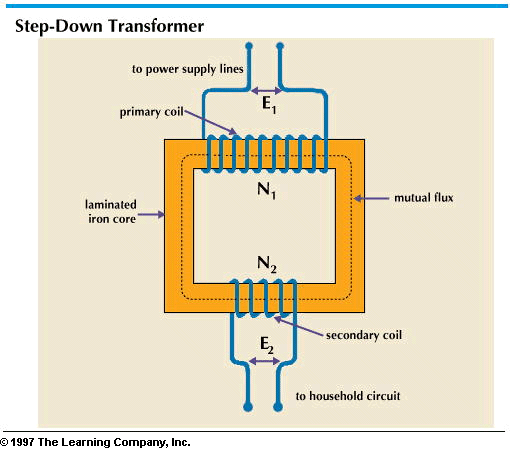 Step-Down Transformer
to power supply lines
E1
primary coil
N1
laminated
iron core
mutual flux
N2
secondary coil
E2
to household circuit
© 1997 The Learning Company, Inc.